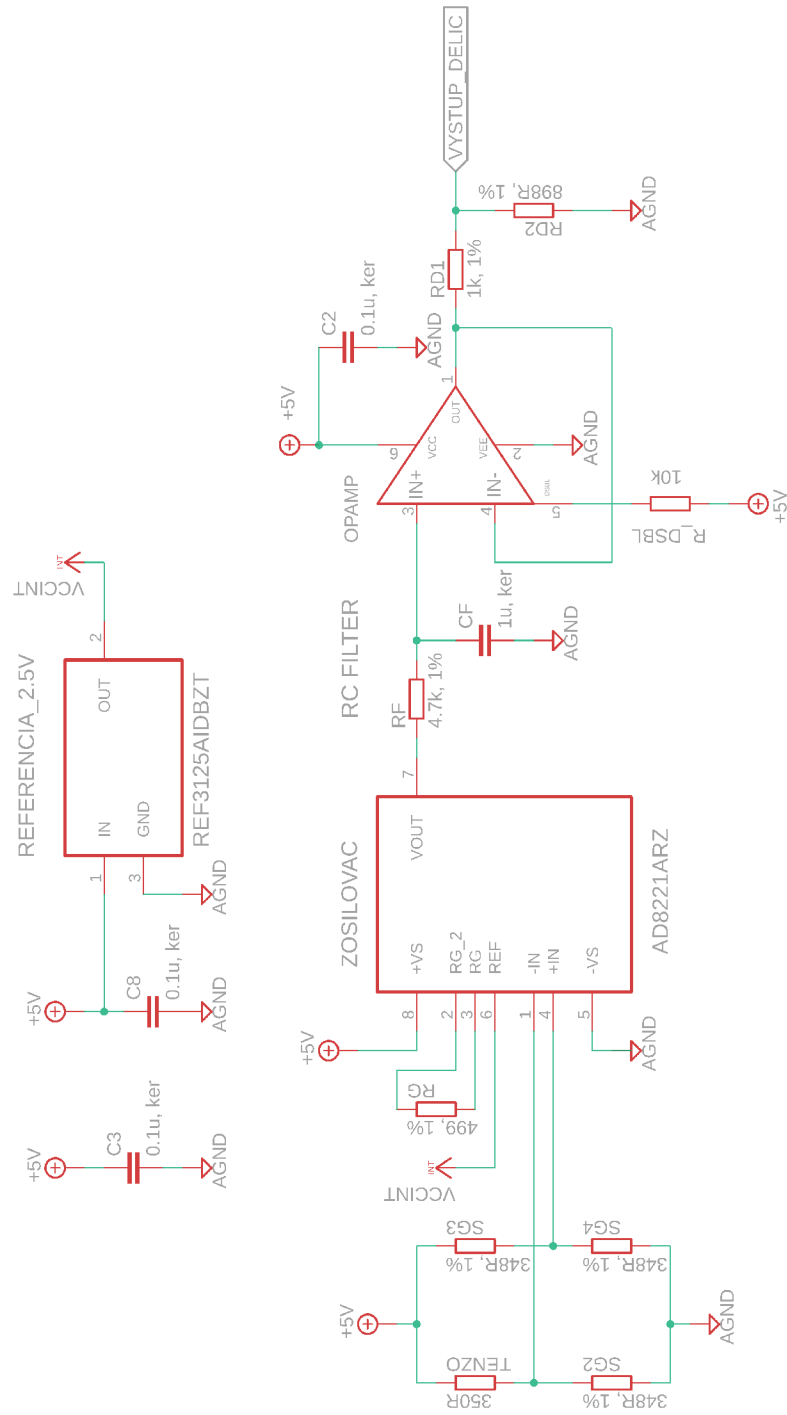 VYSTUP_DELIC
898R, 1%
RD2
AGND
RD1
1k, 1%
C2
0.1u, ker
AGND
+5V
1
OUT
6
VCC
VEE
2
AGND
OPAMP
3
IN+
IN-
4
DSBL
5
10k
R_DSBL
+5V
INT
VCCINT
2
OUT
REFERENCIA_2.5V
REF3125AIDBZT
IN
GND
1
3
AGND
RC FILTER
CF
1u, ker
AGND
RF
4.7k, 1%
7
VOUT
ZOSILOVAC
AD8221ARZ
+VS
RG_2
RG
REF
-IN
+IN
-VS
8
2
3
6
1
4
5
+5V
C8
0.1u, ker
AGND
+5V
AGND
RG
499, 1%
+5V
C3
0.1u, ker
AGND
INT
VCCINT
SG3
348R, 1%
SG4
348R, 1%
+5V
AGND
TENZO
350R
SG2
348R, 1%